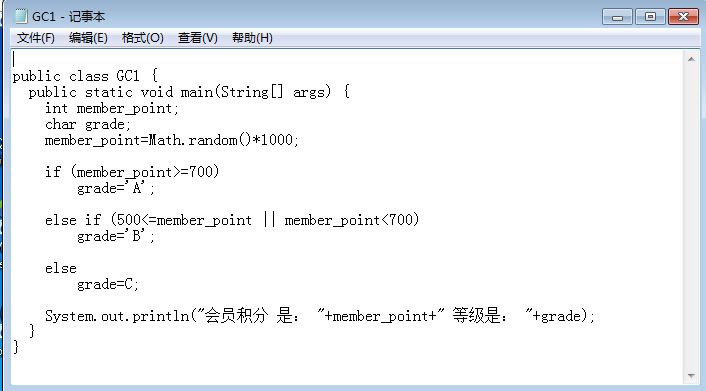 GC1 - 记事本
文件(F) 编辑(E) 格式(O) 查看(V) 帮助(H)
public class GC1 {
  public static void main(String[] args) {
    int member_point;
    char grade;
    member_point=Math.random()*1000;
    if (member_point>=700)
        grade='A';
    else if (500<=member_point || member_point<700)
        grade='B';
    else
        grade=C;
    System.out.println("会员积分 是： "+member_point+" 等级是： "+grade);
  }
}